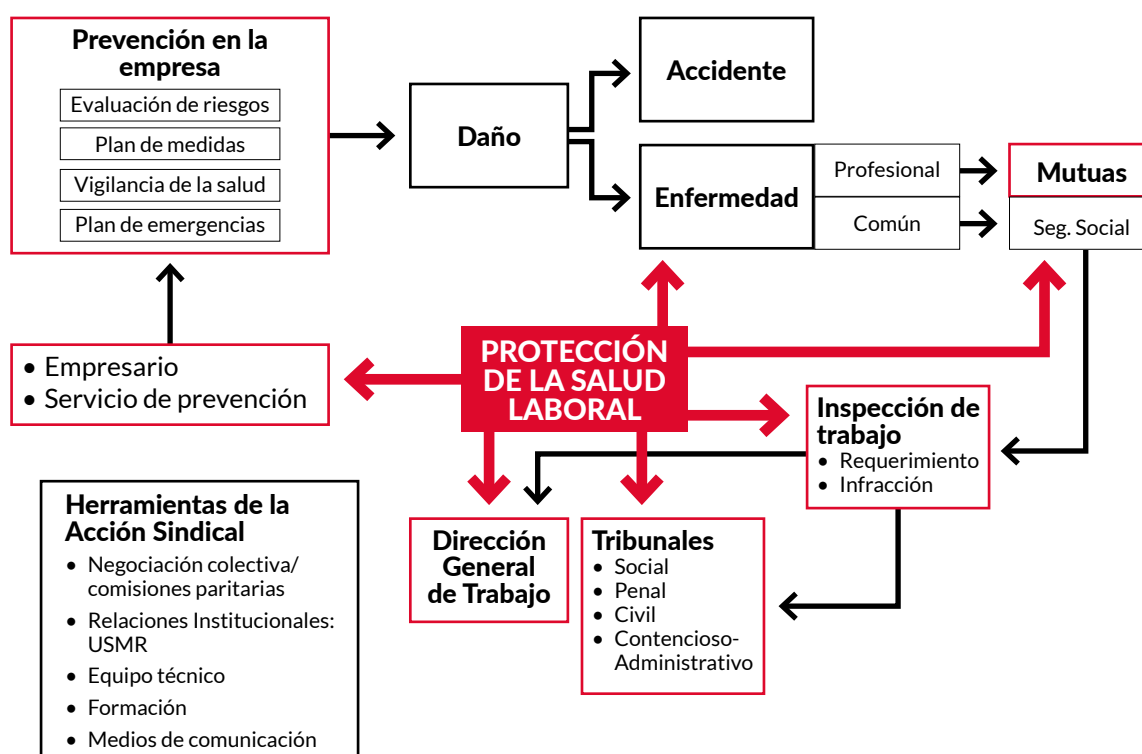 Prevención en la
empresa
Evaluación de riesgos
Plan de medidas
Vigilancia de la salud
Plan de emergencias
Daño
Accidente
Enfermedad
Profesional
Común
Mutuas
Seg. Social
• Empresario
• Servicio de prevención
PROTECCIÓN
DE LA SALUD
LABORAL
Inspección de
trabajo
• Requerimiento
• Infracción
Herramientas de la
Acción Sindical
• Negociación colectiva/
comisiones paritarias
• Relaciones Institucionales:
USMR
• Equipo técnico
• Formación
• Medios de comunicación
Dirección
General
de Trabajo
Tribunales
• Social
• Penal
• Civil
• Contencioso-
Administrativo